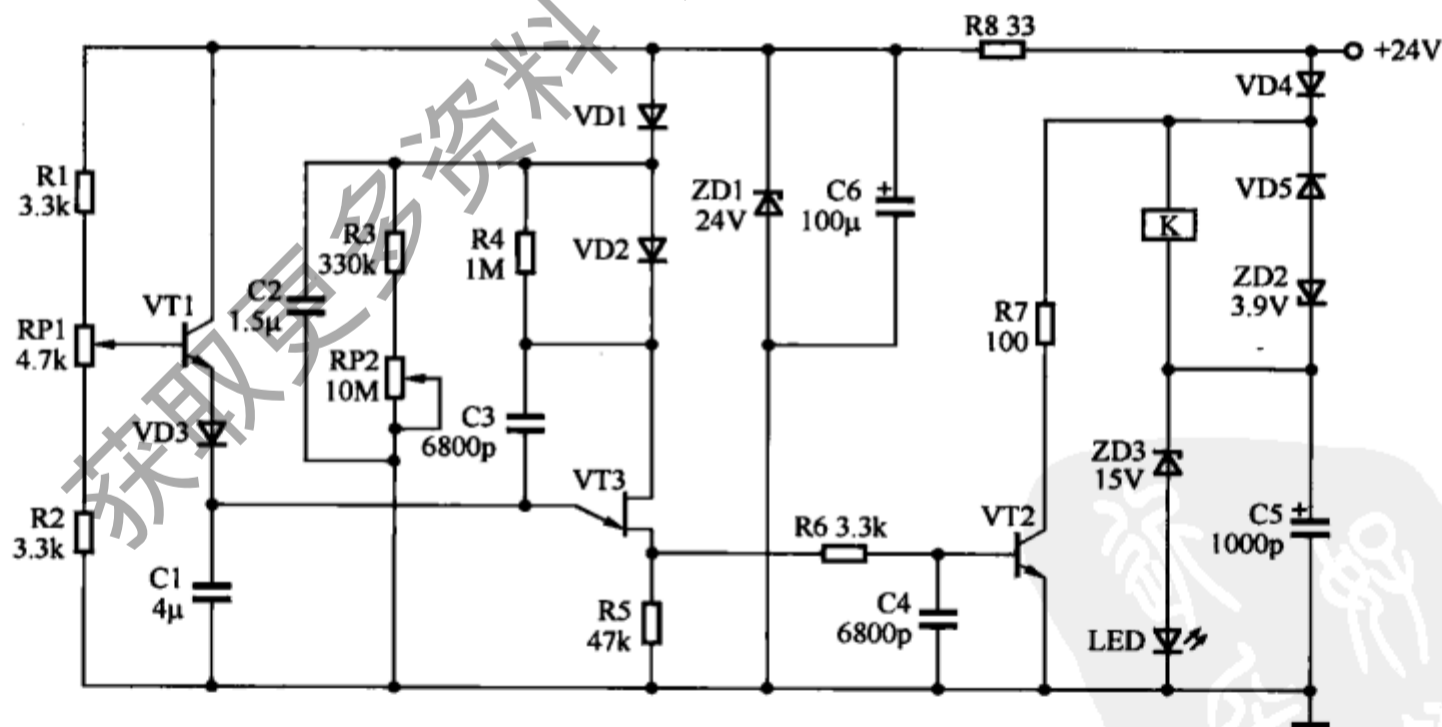 R8 33
+24V
VD4
VD1
R1
3.3k
ZD1
24V
C6
100μ
+
VD5
K
R3
330k
R4
1M
VD2
C2
1.5μ
ZD2
3.9V
VT1
RP1
4.7k
R7
100
RP2
10M
C3
6800p
VD3
ZD3
15V
VT3
R2
3.3k
R6 3.3k
VT2
C5
1000p
+
C1
4μ
R5
47k
C4
6800p
LED
获取更多资料